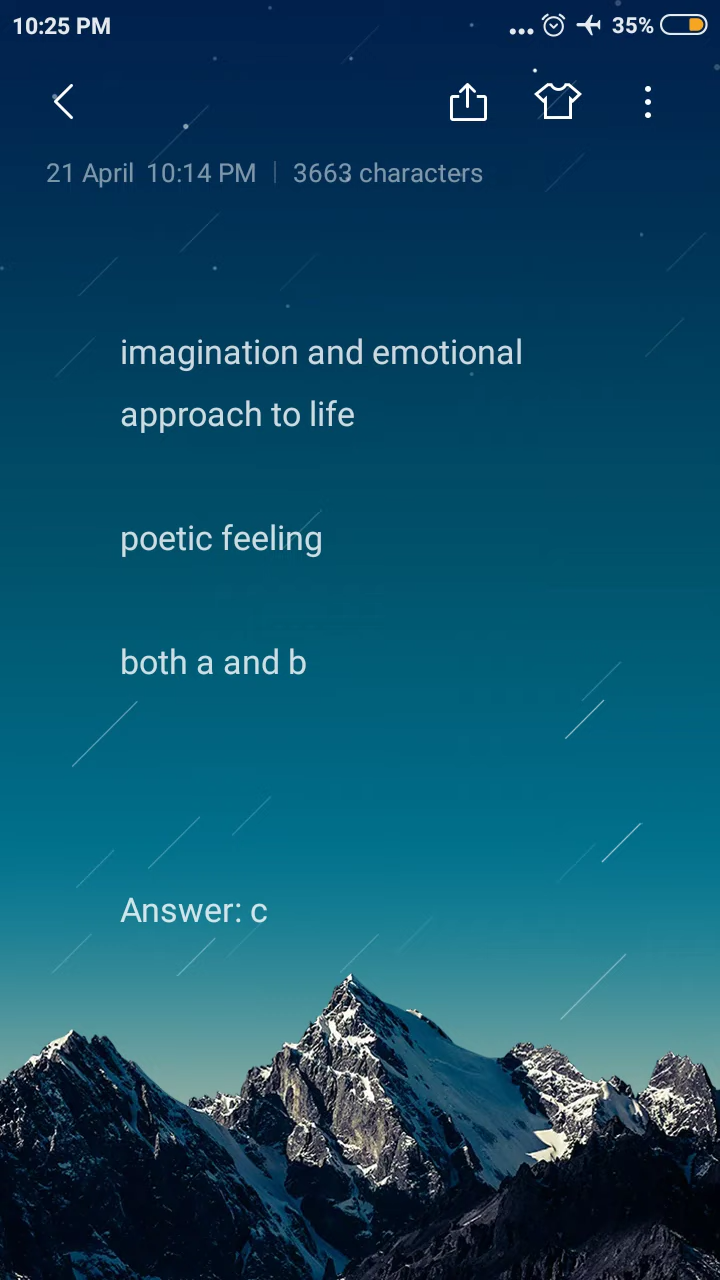 10:25 PM
... 35%
21 April 10:14 PM | 3663 characters
imagination and emotional
approach to life
poetic feeling
both a and b
Answer: c